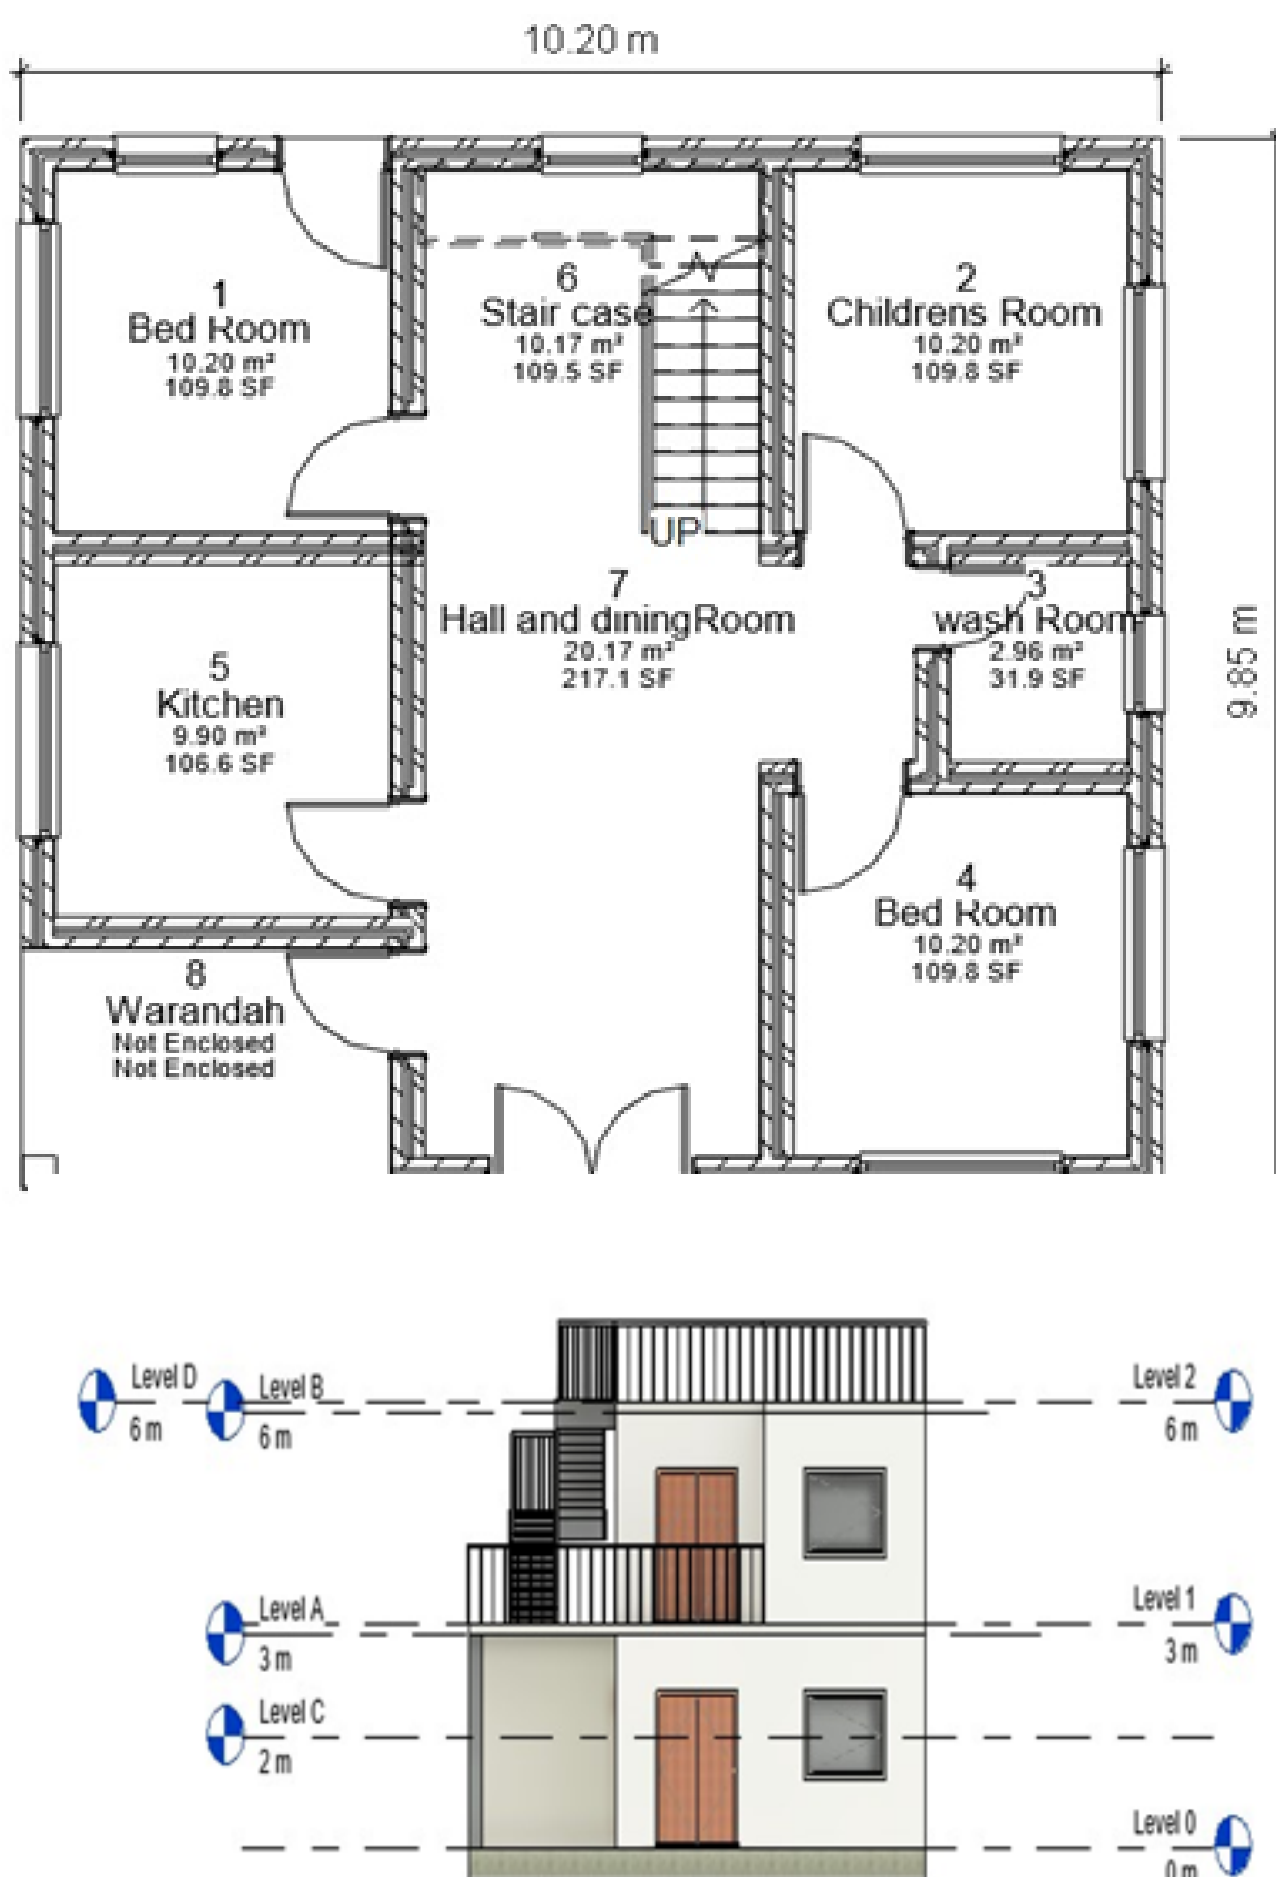 10.20 m
1
Bed Room
10.20 m²
109.8 SF
6
Stair case
10.17 m²
109.5 SF
2
Childrens Room
10.20 m²
109.8 SF
UP
7
Hall and diningRoom
20.17 m²
217.1 SF
3
wash Room
2.96 m²
31.9 SF
9.85 m
5
Kitchen
9.90 m²
106.6 SF
4
Bed Room
10.20 m²
109.8 SF
8
Warandah
Not Enclosed
Not Enclosed
Level D
6 m
Level B
6 m
Level 2
6 m
Level A
3 m
Level 1
3 m
Level C
2 m
Level 0
0 m